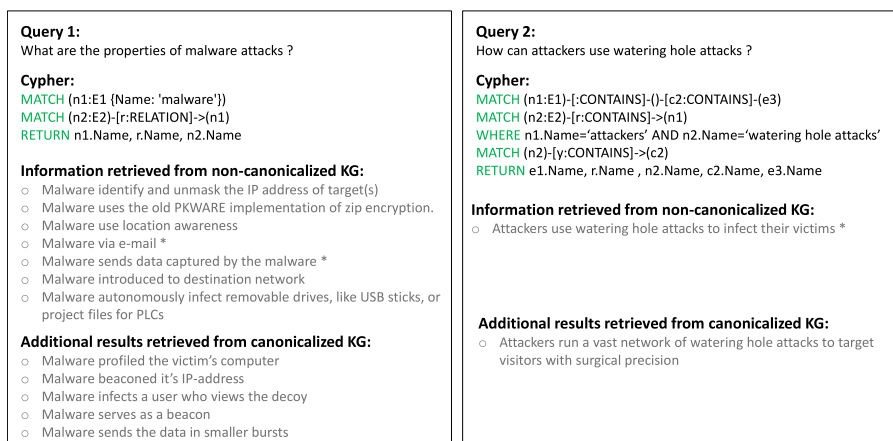 Query 1:
What are the properties of malware attacks ?
Cypher:
MATCH (n1:E1 {Name: 'malware'})
MATCH (n2:E2)-[r:RELATION]->(n1)
RETURN n1.Name, r.Name, n2.Name
Information retrieved from non-canonicalized KG:
○ Malware identify and unmask the IP address of target(s)
○ Malware uses the old PKWARE implementation of zip encryption.
○ Malware use location awareness
○ Malware via e-mail *
○ Malware sends data captured by the malware *
○ Malware introduced to destination network
○ Malware autonomously infect removable drives, like USB sticks, or
project files for PLCs
Additional results retrieved from canonicalized KG:
○ Malware profiled the victim's computer
○ Malware beaconed it's IP-address
○ Malware infects a user who views the decoy
○ Malware serves as a beacon
○ Malware sends the data in smaller bursts
Query 2:
How can attackers use watering hole attacks ?
Cypher:
MATCH (n1:E1)-[:CONTAINS]-()-[c2:CONTAINS]-(e3)
MATCH (n2:E2)-[r:CONTAINS]->(n1)
WHERE n1.Name=‘attackers’ AND n2.Name=‘watering hole attacks’
MATCH (n2)-[y:CONTAINS]->(c2)
RETURN e1.Name, r.Name , n2.Name, c2.Name, e3.Name
Information retrieved from non-canonicalized KG:
○ Attackers use watering hole attacks to infect their victims *
Additional results retrieved from canonicalized KG:
○ Attackers run a vast network of watering hole attacks to target
visitors with surgical precision